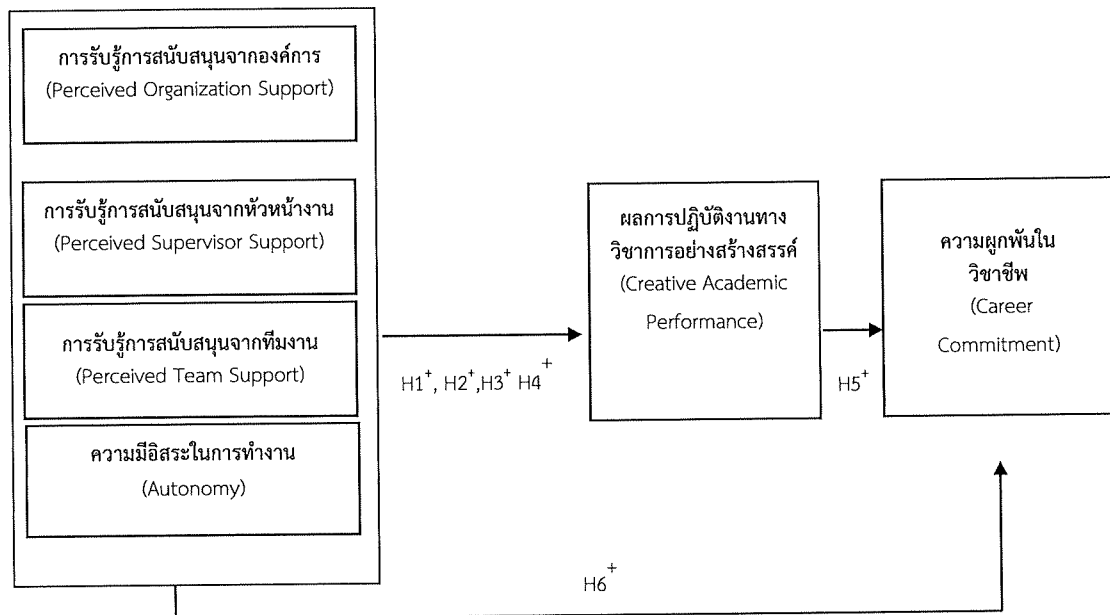 การรับรู้การสนับสนุนจากองค์การ
(Perceived Organization Support)
การรับรู้การสนับสนุนจากหัวหน้างาน
(Perceived Supervisor Support)
การรับรู้การสนับสนุนจากทีมงาน
(Perceived Team Support)
ความมีอิสระในการทำงาน
(Autonomy)
H1+, H2+,H3+ H4+
ผลการปฏิบัติงานทาง
วิชาการอย่างสร้างสรรค์
(Creative Academic
Performance)
H5+
ความผูกพันใน
วิชาชีพ
(Career
Commitment)
H6+